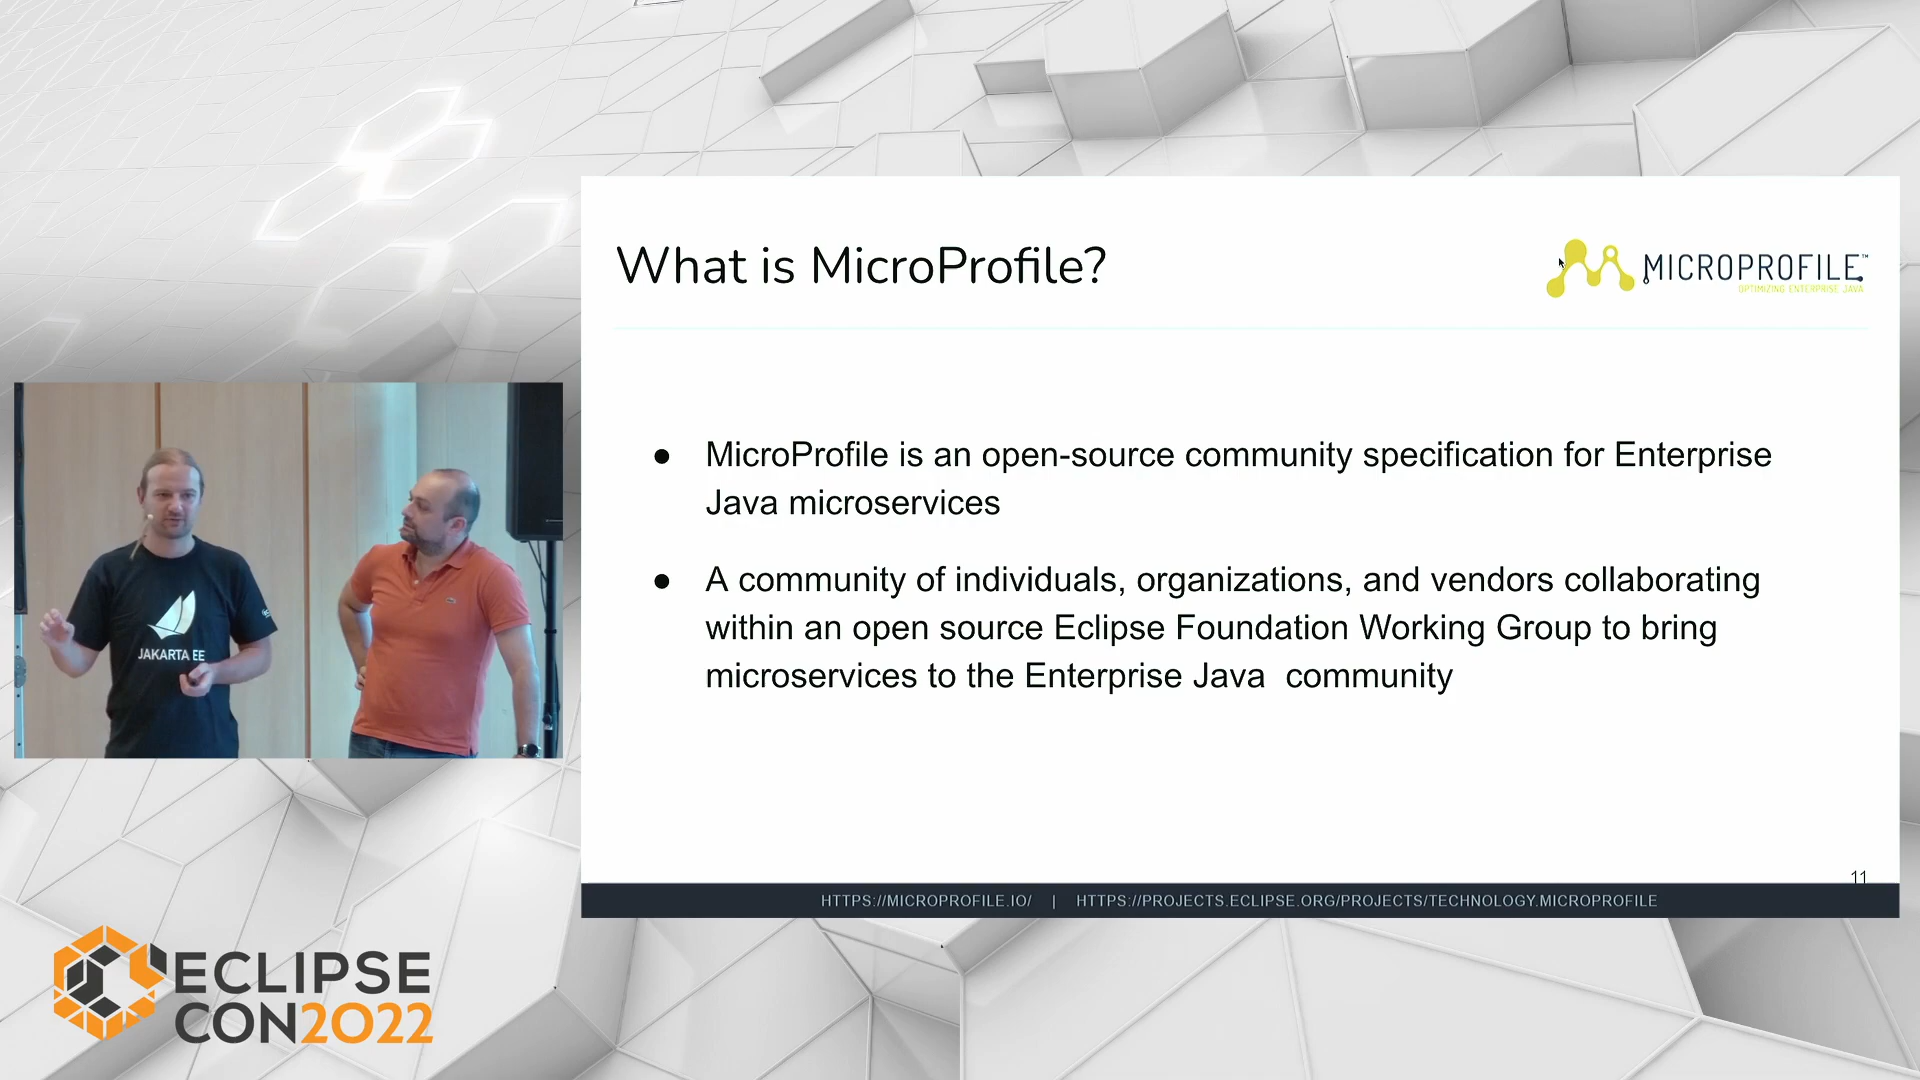 What is MicroProfile?
MICROPROFILE™
OPTIMIZING ENTERPRISE JAVA
● MicroProfile is an open-source community specification for Enterprise
Java microservices
● A community of individuals, organizations, and vendors collaborating
within an open source Eclipse Foundation Working Group to bring
microservices to the Enterprise Java  community
11
HTTPS://MICROPROFILE.IO/ | HTTPS://PROJECTS.ECLIPSE.ORG/PROJECTS/TECHNOLOGY.MICROPROFILE
JAKARTA EE
ECLIPSE
CON2022